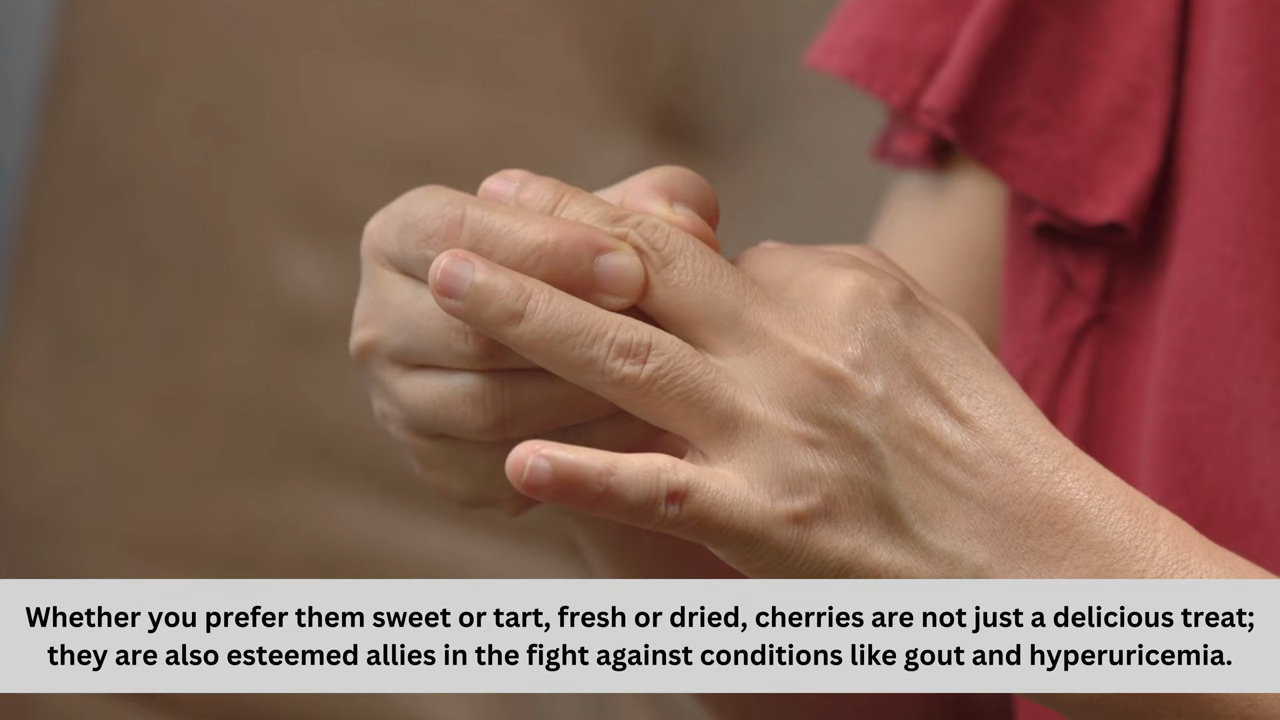 Whether you prefer them sweet or tart, fresh or dried, cherries are not just a delicious treat;
they are also esteemed allies in the fight against conditions like gout and hyperuricemia.